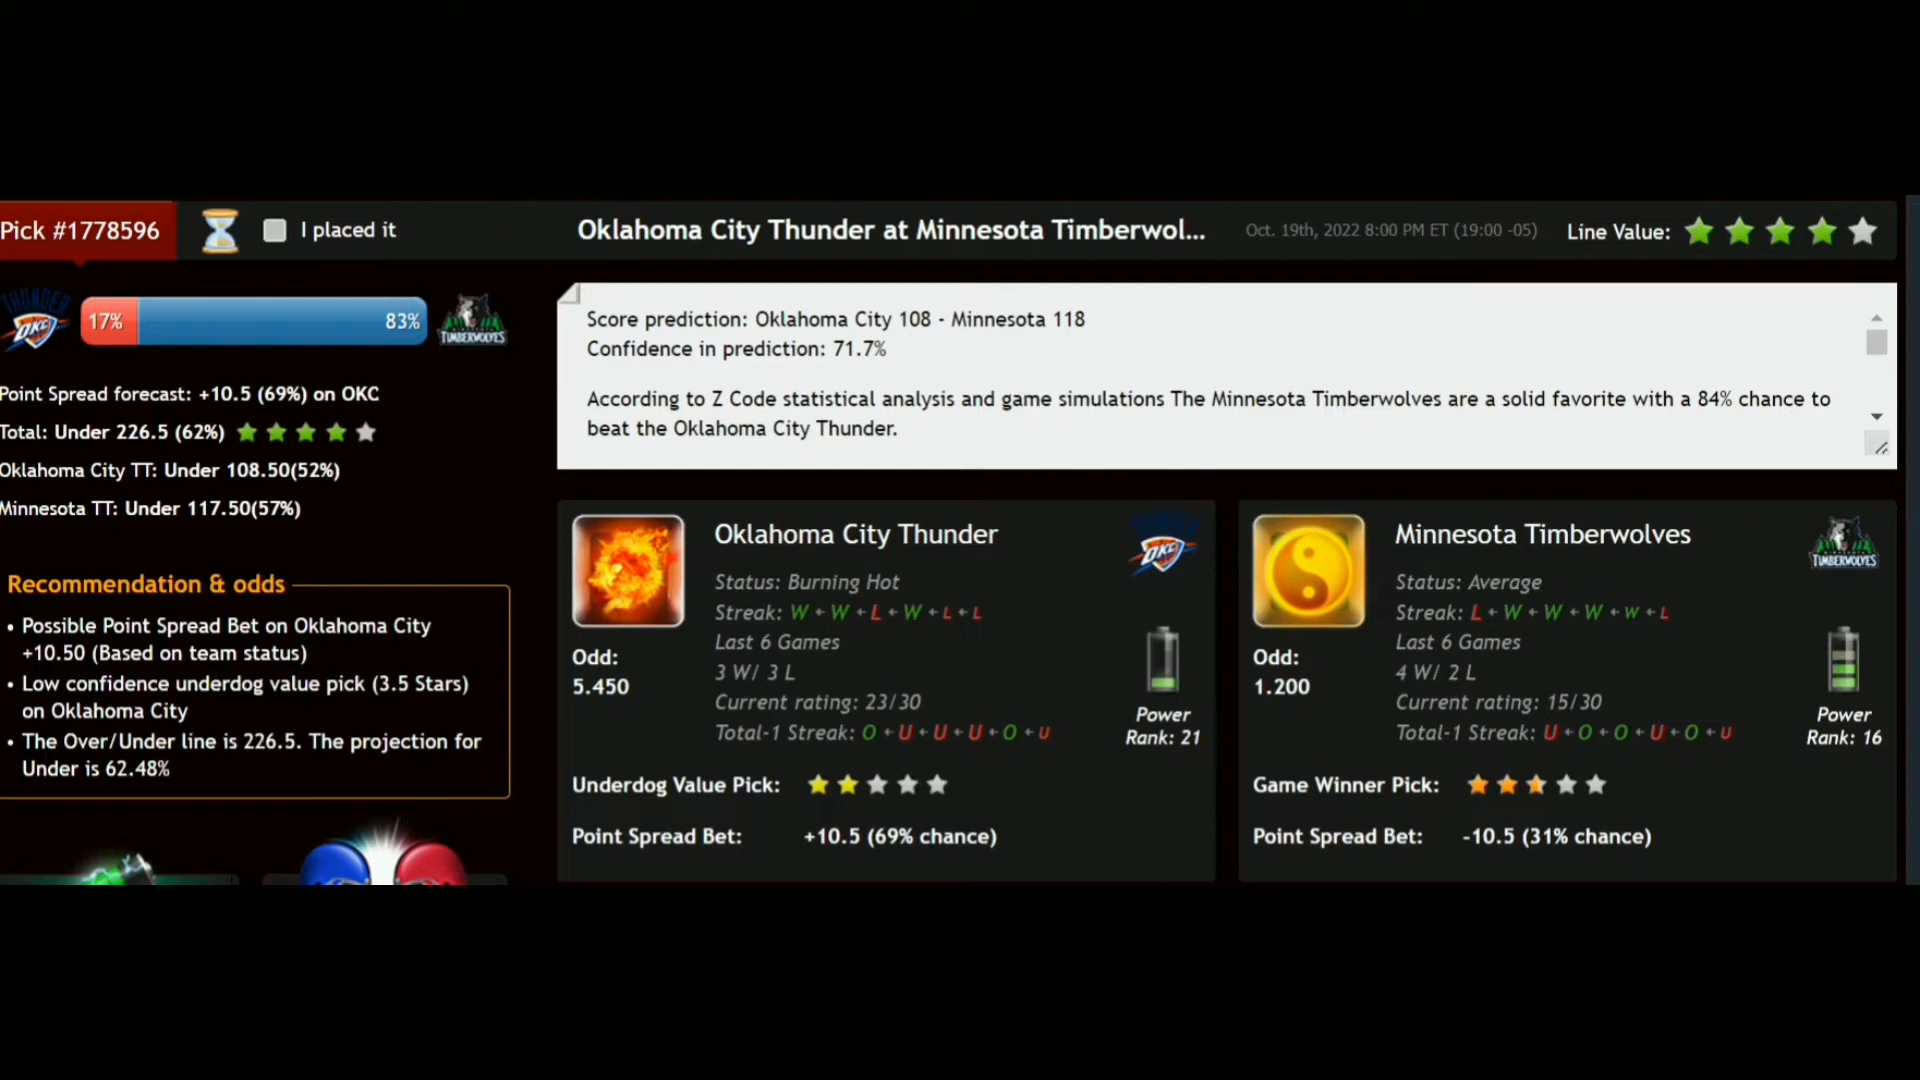 Pick #1778596
I placed it
Oklahoma City Thunder at Minnesota Timberwol...
Oct. 19th, 2022 8:00 PM ET (19:00 -05)
Line Value:
THUNDER
OKC
17%
83%
TIMBERWOLVES
Point Spread forecast: +10.5 (69%) on OKC
Total: Under 226.5 (62%)
Oklahoma City TT: Under 108.50(52%)
Minnesota TT: Under 117.50(57%)
Recommendation & odds
• Possible Point Spread Bet on Oklahoma City
+10.50 (Based on team status)
• Low confidence underdog value pick (3.5 Stars)
on Oklahoma City
• The Over/Under line is 226.5. The projection for
Under is 62.48%
Score prediction: Oklahoma City 108 - Minnesota 118
Confidence in prediction: 71.7%
According to Z Code statistical analysis and game simulations The Minnesota Timberwolves are a solid favorite with a 84% chance to
beat the Oklahoma City Thunder.
Oklahoma City Thunder
OKC
Status: Burning Hot
Streak: W ← W ← L ← W ← L ← L
Last 6 Games
3 W/ 3 L
Current rating: 23/30
Total-1 Streak: O ← U ← U ← U ← O ← U
Odd:
5.450
Power
Rank: 21
Underdog Value Pick:
Point Spread Bet: +10.5 (69% chance)
Minnesota Timberwolves
TIMBERWOLVES
Status: Average
Streak: L ← W ← W ← W ← W ← L
Last 6 Games
4 W/ 2 L
Current rating: 15/30
Total-1 Streak: U ← O ← O ← U ← O ← U
Odd:
1.200
Power
Rank: 16
Game Winner Pick:
Point Spread Bet: -10.5 (31% chance)